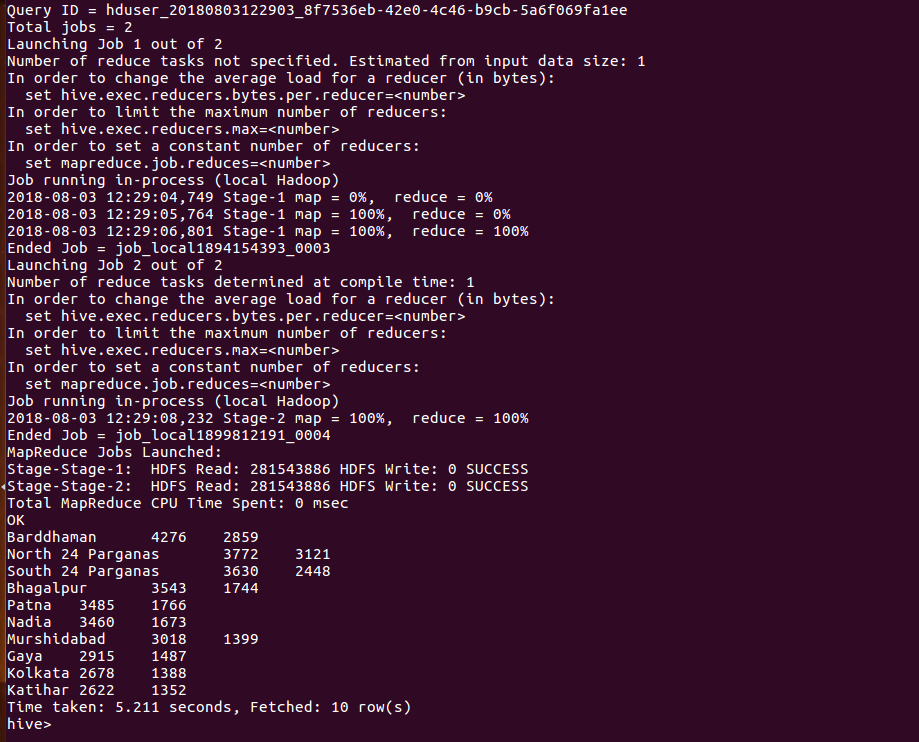 Query ID = hduser_20180803122903_8f7536eb-42e0-4c46-b9cb-5a6f069fa1ee
Total jobs = 2
Launching Job 1 out of 2
Number of reduce tasks not specified. Estimated from input data size: 1
In order to change the average load for a reducer (in bytes):
  set hive.exec.reducers.bytes.per.reducer=<number>
In order to limit the maximum number of reducers:
  set hive.exec.reducers.max=<number>
In order to set a constant number of reducers:
  set mapreduce.job.reduces=<number>
Job running in-process (local Hadoop)
2018-08-03 12:29:04,749 Stage-1 map = 0%,  reduce = 0%
2018-08-03 12:29:05,764 Stage-1 map = 100%,  reduce = 0%
2018-08-03 12:29:06,801 Stage-1 map = 100%,  reduce = 100%
Ended Job = job_local1894154393_0003
Launching Job 2 out of 2
Number of reduce tasks determined at compile time: 1
In order to change the average load for a reducer (in bytes):
  set hive.exec.reducers.bytes.per.reducer=<number>
In order to limit the maximum number of reducers:
  set hive.exec.reducers.max=<number>
In order to set a constant number of reducers:
  set mapreduce.job.reduces=<number>
Job running in-process (local Hadoop)
2018-08-03 12:29:08,232 Stage-2 map = 100%,  reduce = 100%
Ended Job = job_local1899812191_0004
MapReduce Jobs Launched:
Stage-Stage-1:  HDFS Read: 281543886 HDFS Write: 0 SUCCESS
Stage-Stage-2:  HDFS Read: 281543886 HDFS Write: 0 SUCCESS
Total MapReduce CPU Time Spent: 0 msec
OK
Barddhaman	4276	2859
North 24 Parganas	3772	3121
South 24 Parganas	3630	2448
Bhagalpur	3543	1744
Patna	3485	1766
Nadia	3460	1673
Murshidabad	3018	1399
Gaya	2915	1487
Kolkata	2678	1388
Katihar	2622	1352
Time taken: 5.211 seconds, Fetched: 10 row(s)
hive>